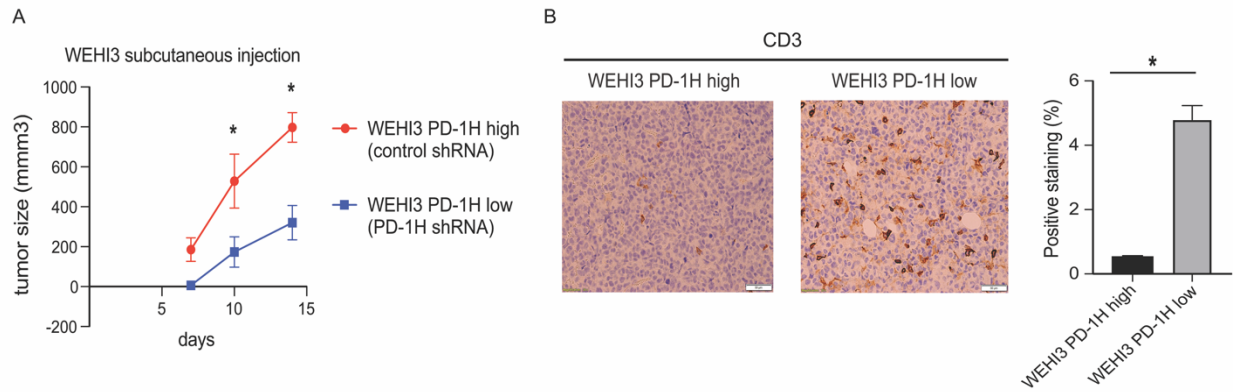 A
WEHI3 subcutaneous injection
1000
800
600
400
200
0
-200
5
10
15
tumor size (mmm3)
days
*
*
WEHI3 PD-1H high
(control shRNA)
WEHI3 PD-1H low
(PD-1H shRNA)
B
CD3
WEHI3 PD-1H high
WEHI3 PD-1H low
*
6
4
2
0
Positive staining (%)
WEHI3 PD-1H high
WEHI3 PD-1H low